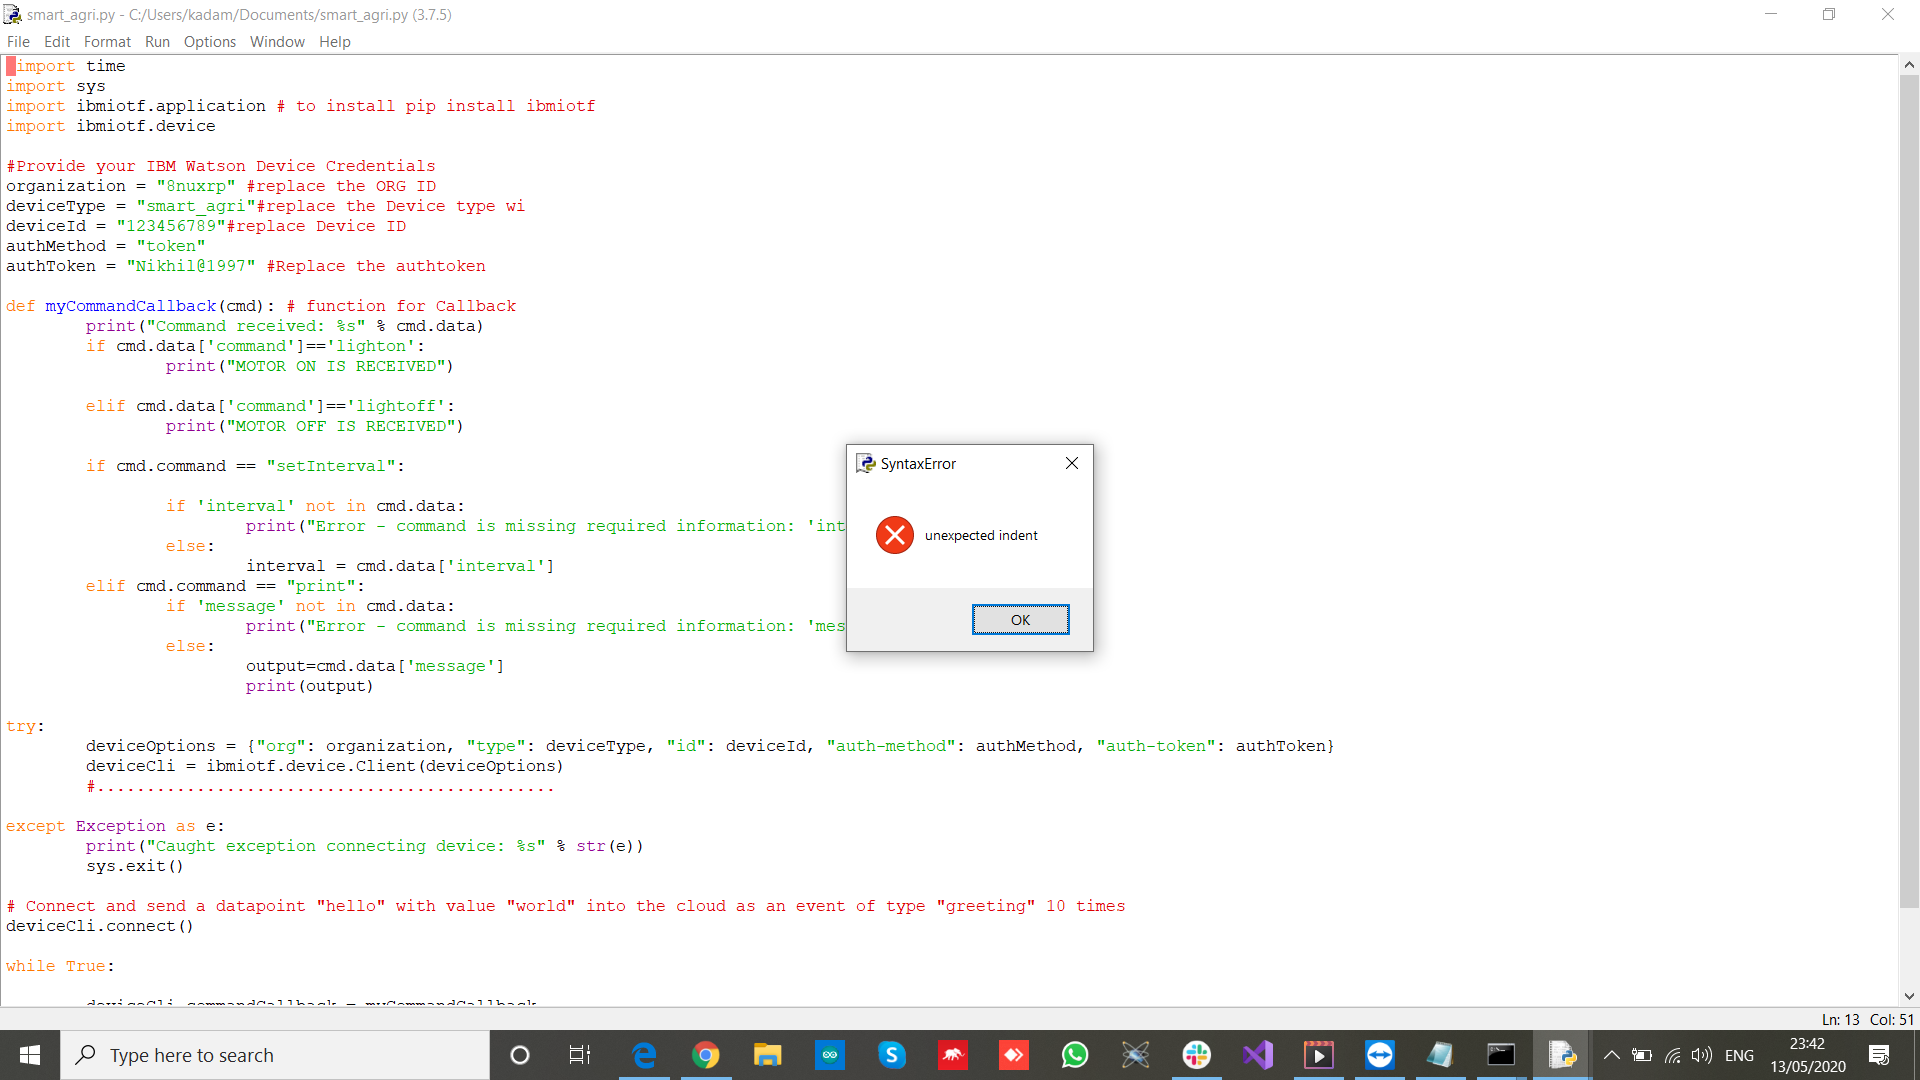 smart_agri.py - C:/Users/kadam/Documents/smart_agri.py (3.7.5)
File Edit Format Run Options Window Help
import time
import sys
import ibmiotf.application # to install pip install ibmiotf
import ibmiotf.device
#Provide your IBM Watson Device Credentials
organization = "8nuxrp" #replace the ORG ID
deviceType = "smart_agri"#replace the Device type wi
deviceId = "123456789"#replace Device ID
authMethod = "token"
authToken = "Nikhil@1997" #Replace the authtoken
def myCommandCallback(cmd): # function for Callback
print("Command received: %s" % cmd.data)
if cmd.data['command']=='lighton':
print("MOTOR ON IS RECEIVED")
elif cmd.data['command']=='lightoff':
print("MOTOR OFF IS RECEIVED")
if cmd.command == "setInterval":
if 'interval' not in cmd.data:
print("Error - command is missing required information: 'int
else:
interval = cmd.data['interval']
elif cmd.command == "print":
if 'message' not in cmd.data:
print("Error - command is missing required information: 'mes
else:
output=cmd.data['message']
print(output)
SyntaxError
unexpected indent
OK
try:
deviceOptions = {"org": organization, "type": deviceType, "id": deviceId, "auth-method": authMethod, "auth-token": authToken}
deviceCli = ibmiotf.device.Client(deviceOptions)
#..............................................
except Exception as e:
print("Caught exception connecting device: %s" % str(e))
sys.exit()
# Connect and send a datapoint "hello" with value "world" into the cloud as an event of type "greeting" 10 times
deviceCli.connect()
while True:
deviceCli.commandCallback = myCommandCallback
Ln: 13 Col: 51
Type here to search
ENG
23:42
13/05/2020